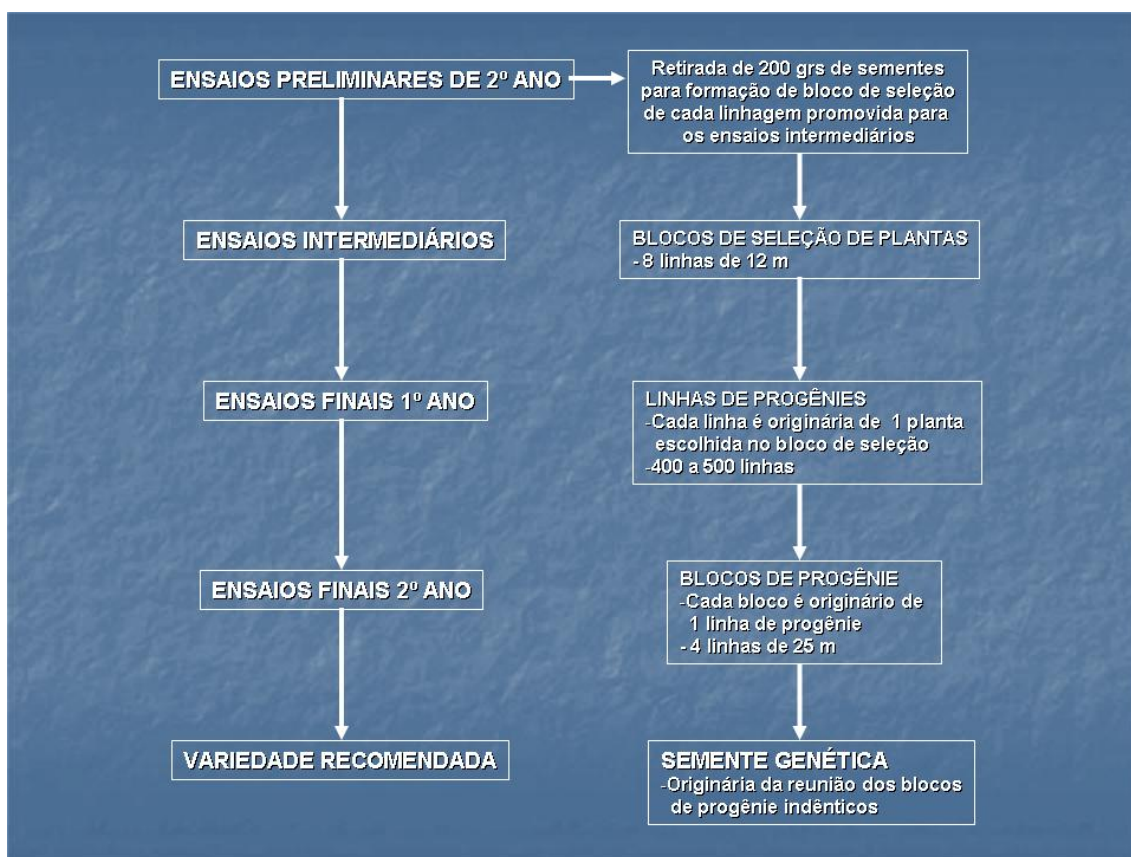 ENSAIOS PRELIMINARES DE 2º ANO
Retirada de 200 grs de sementes
para formação de bloco de seleção
de cada linhagem promovida para
os ensaios intermediários
ENSAIOS INTERMEDIÁRIOS
BLOCOS DE SELEÇÃO DE PLANTAS
- 8 linhas de 12 m
ENSAIOS FINAIS 1º ANO
LINHAS DE PROGÊNIES
-Cada linha é originária de 1 planta
escolhida no bloco de seleção
-400 a 500 linhas
ENSAIOS FINAIS 2º ANO
BLOCOS DE PROGÊNIE
-Cada bloco é originário de
1 linha de progênie
- 4 linhas de 25 m
VARIEDADE RECOMENDADA
SEMENTE GENÉTICA
-Originária da reunião dos blocos
de progênie indênticos